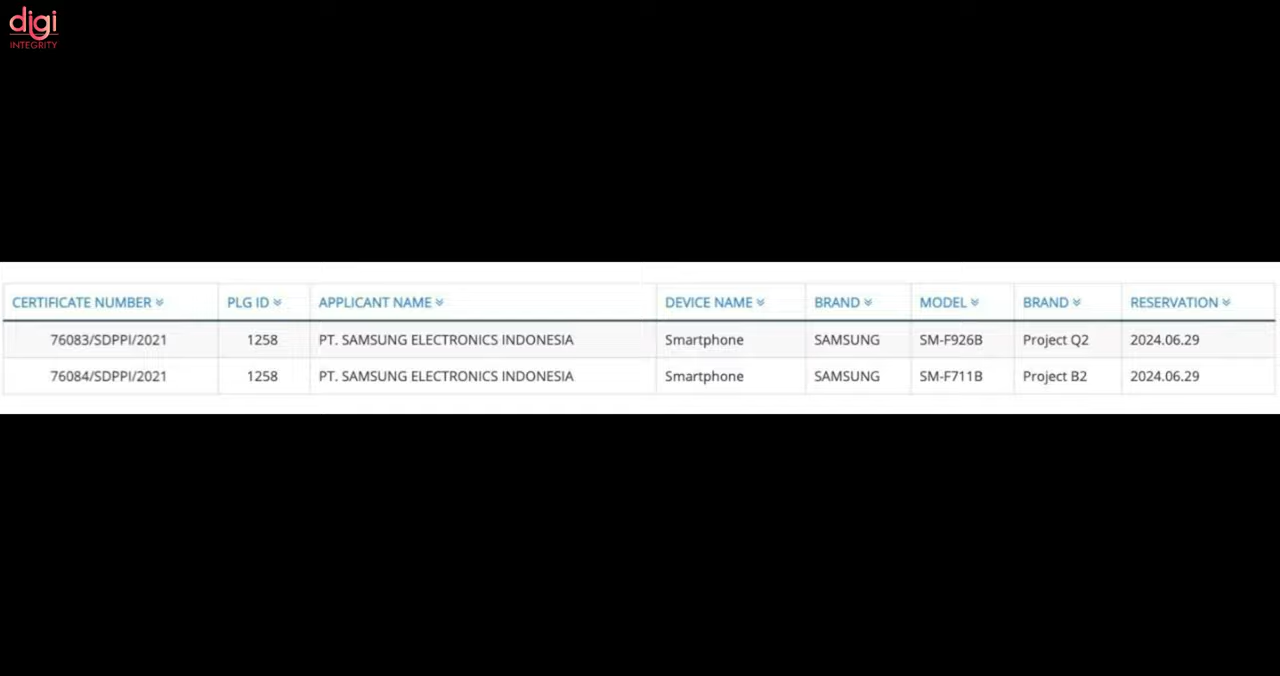 digi
INTEGRITY
CERTIFICATE NUMBER PLG ID APPLICANT NAME DEVICE NAME BRAND MODEL BRAND RESERVATION
76083/SDPPI/2021 1258 PT. SAMSUNG ELECTRONICS INDONESIA Smartphone SAMSUNG SM-F926B Project Q2 2024.06.29
76084/SDPPI/2021 1258 PT. SAMSUNG ELECTRONICS INDONESIA Smartphone SAMSUNG SM-F711B Project B2 2024.06.29